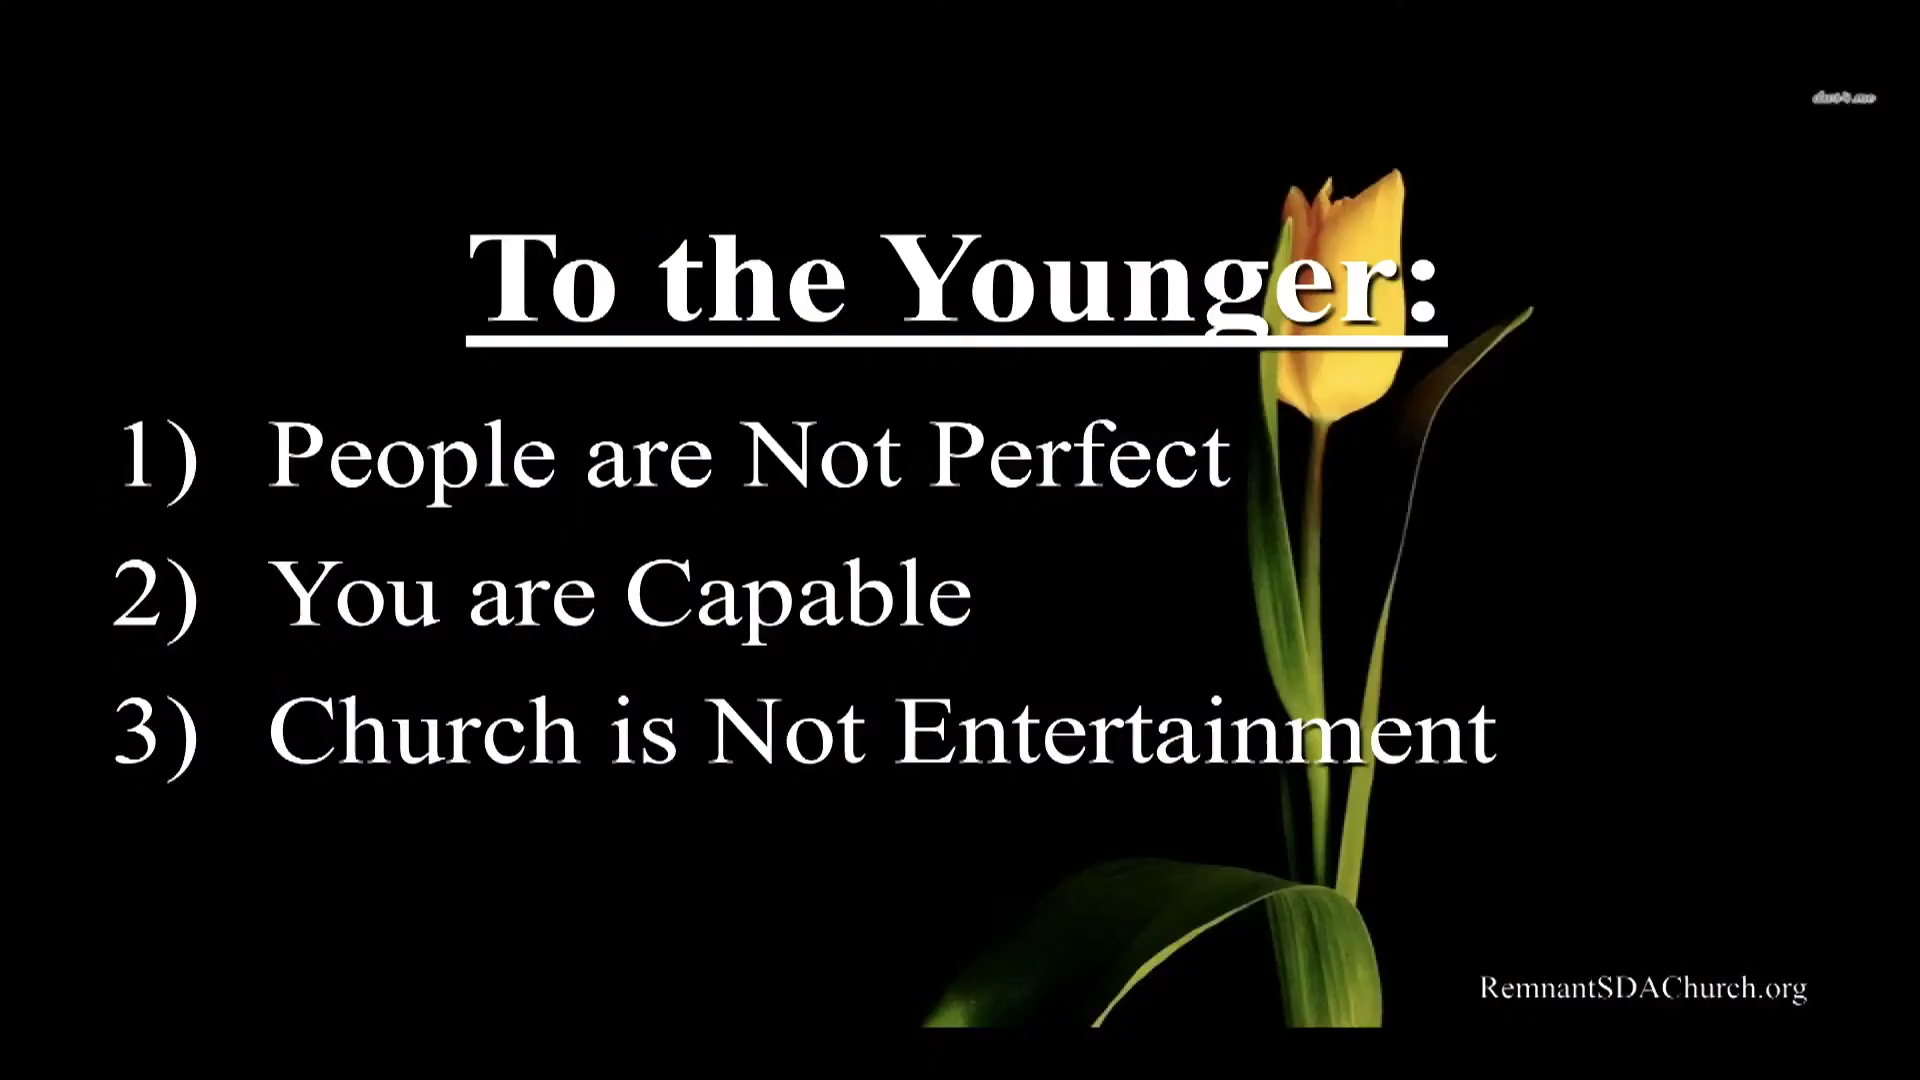 To the Younger:
1) People are Not Perfect
2) You are Capable
3) Church is Not Entertainment
RemnantSDAChurch.org